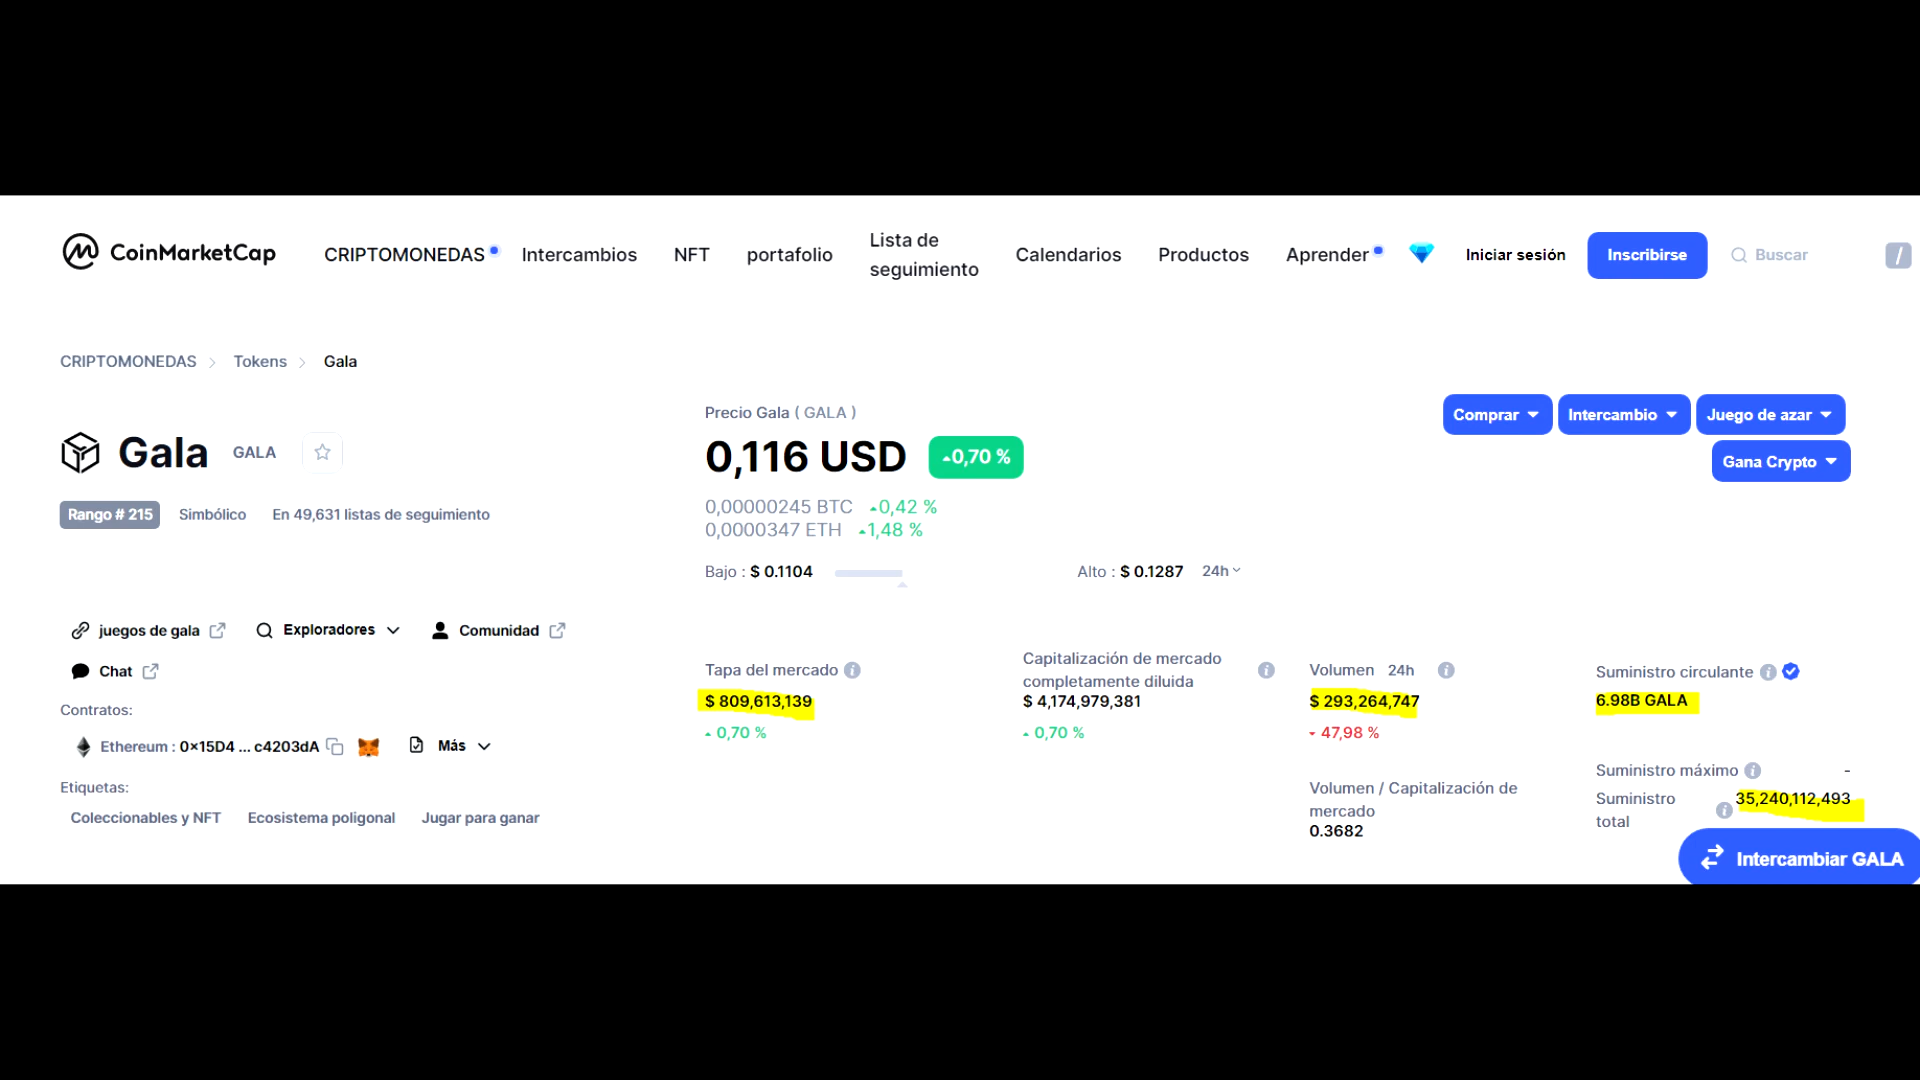 CoinMarketCap
CRIPTOMONEDAS Intercambios NFT portafolio Lista de seguimiento Calendarios Productos Aprender Iniciar sesión Inscribirse Buscar /
CRIPTOMONEDAS > Tokens > Gala
Gala GALA
Rango # 215 Simbólico En 49,631 listas de seguimiento
Precio Gala ( GALA )
0,116 USD 0,70 %
0,00000245 BTC 0,42 %
0,0000347 ETH 1,48 %
Bajo : $ 0.1104 Alto : $ 0.1287 24h
Comprar Intercambio Juego de azar
Gana Crypto
juegos de gala Exploradores Comunidad
Chat
Contratos:
Ethereum : 0x15D4 ... c4203dA Más
Etiquetas:
Coleccionables y NFT Ecosistema poligonal Jugar para ganar
Tapa del mercado
$ 809,613,139
0,70 %
Capitalización de mercado
completamente diluida
$ 4,174,979,381
0,70 %
Volumen 24h
$ 293,264,747
47,98 %
Volumen / Capitalización de
mercado
0.3682
Suministro circulante
6.98B GALA
Suministro máximo -
Suministro
total
35,240,112,493
Intercambiar GALA